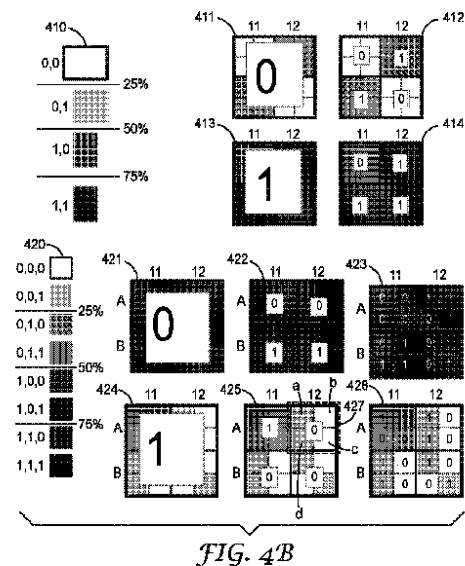 410
0,0
25%
0,1
50%
1,0
75%
1,1
411
11 12
0
412
11 12
0 1
1 0
413
11 12
1
414
11 12
0 1
1 1
420
0,0,0
0,0,1
25%
0,1,0
0,1,1
50%
1,0,0
1,0,1
75%
1,1,0
1,1,1
421
11 12
A
0
B
422
11 12
A 0 0
B 1 1
423
11 12
A
B
424
11 12
A
1
B
425
11 12
a b
427
A 1 0
c
B 0 0
d
426
11 12
A 1 0
0 0
B 0 1
0 0 1
FIG. 4B